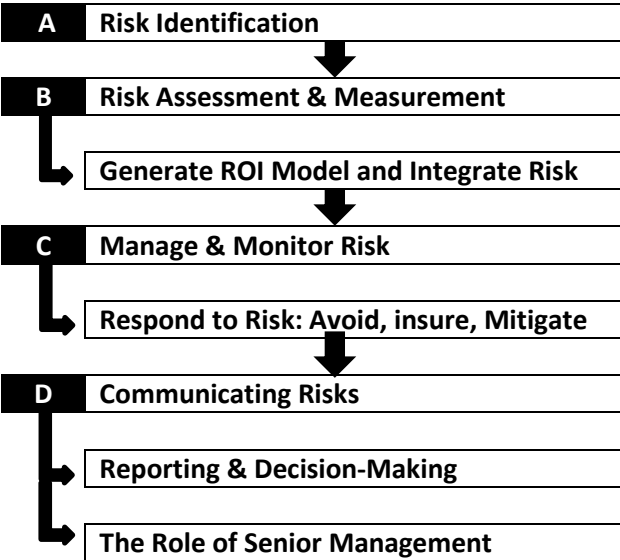 A Risk Identification
B Risk Assessment & Measurement
Generate ROI Model and Integrate Risk
C Manage & Monitor Risk
Respond to Risk: Avoid, insure, Mitigate
D Communicating Risks
Reporting & Decision-Making
The Role of Senior Management